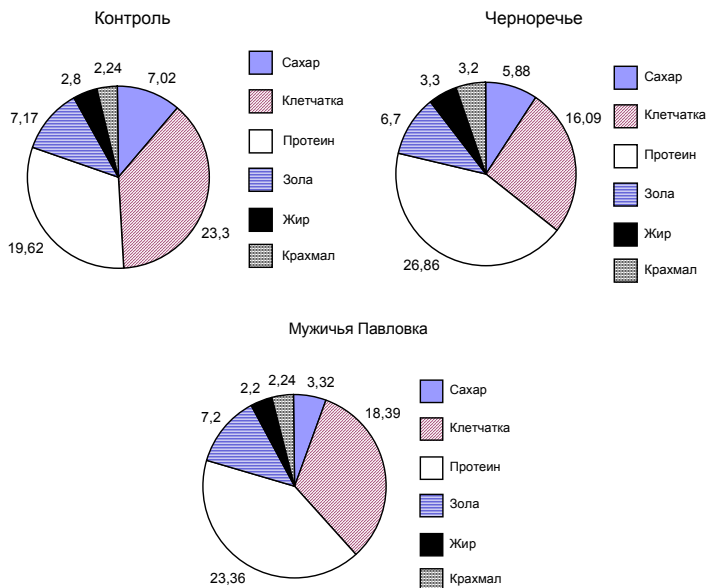 Контроль
2,8
2,24
7,02
7,17
19,62
23,3
Сахар
Клетчатка
Протеин
Зола
Жир
Крахмал
Черноречье
3,3
3,2
5,88
6,7
16,09
26,86
Сахар
Клетчатка
Протеин
Зола
Жир
Крахмал
Мужичья Павловка
2,2
2,24
3,32
7,2
18,39
23,36
Сахар
Клетчатка
Протеин
Зола
Жир
Крахмал